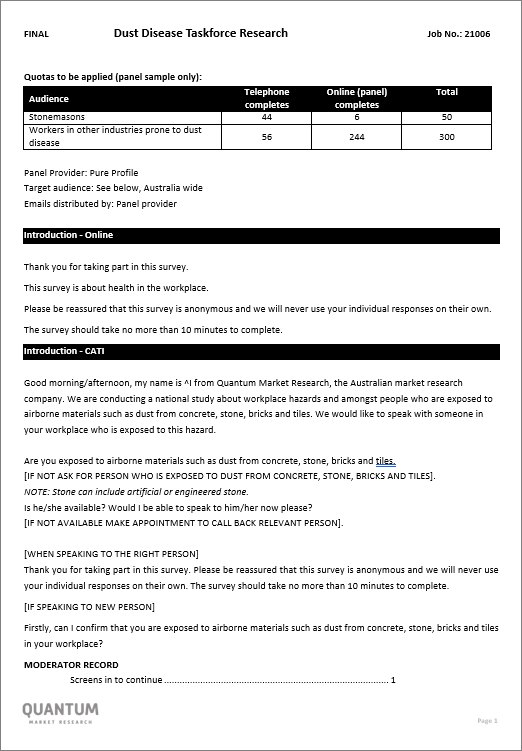 FINAL Dust Disease Taskforce Research Job No.: 21006
Quotas to be applied (panel sample only):
Audience Telephone completes Online (panel) completes Total
Stonemasons 44 6 50
Workers in other industries prone to dust disease 56 244 300
Panel Provider: Pure Profile
Target audience: See below, Australia wide
Emails distributed by: Panel provider
Introduction - Online
Thank you for taking part in this survey.
This survey is about health in the workplace.
Please be reassured that this survey is anonymous and we will never use your individual responses on their own.
The survey should take no more than 10 minutes to complete.
Introduction - CATI
Good morning/afternoon, my name is ^I from Quantum Market Research, the Australian market research
company. We are conducting a national study about workplace hazards and amongst people who are exposed to
airborne materials such as dust from concrete, stone, bricks and tiles. We would like to speak with someone in
your workplace who is exposed to this hazard.
Are you exposed to airborne materials such as dust from concrete, stone, bricks and tiles.
[IF NOT ASK FOR PERSON WHO IS EXPOSED TO DUST FROM CONCRETE, STONE, BRICKS AND TILES].
NOTE: Stone can include artificial or engineered stone.
Is he/she available? Would I be able to speak to him/her now please?
[IF NOT AVAILABLE MAKE APPOINTMENT TO CALL BACK RELEVANT PERSON].
[WHEN SPEAKING TO THE RIGHT PERSON]
Thank you for taking part in this survey. Please be reassured that this survey is anonymous and we will never use
your individual responses on their own. The survey should take no more than 10 minutes to complete.
[IF SPEAKING TO NEW PERSON]
Firstly, can I confirm that you are exposed to airborne materials such as dust from concrete, stone, bricks and tiles
in your workplace?
MODERATOR RECORD
Screens in to continue ........................................................................................ 1
QUANTUM
MARKET RESEARCH
Page 1